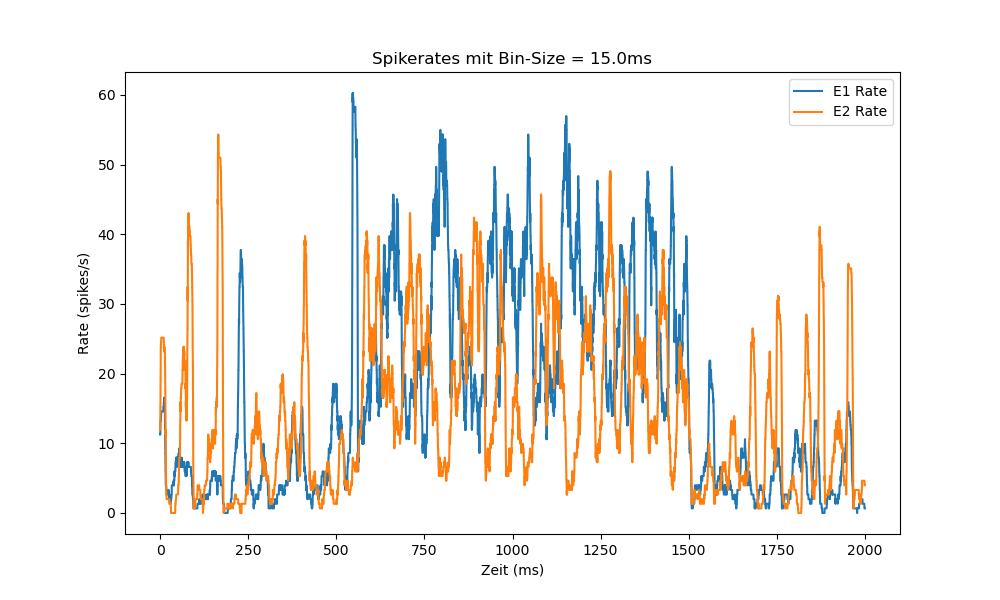 Spikerates mit Bin-Size = 15.0ms
E1 Rate
E2 Rate
60
50
40
30
20
10
0
Rate (spikes/s)
0 250 500 750 1000 1250 1500 1750 2000
Zeit (ms)